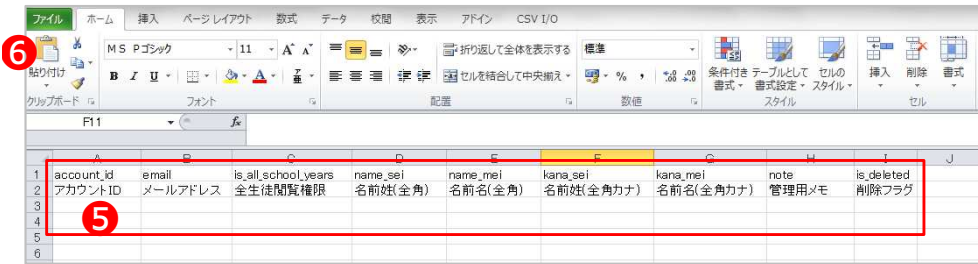 ファイル ホーム 挿入 ページ レイアウト 数式 データ 校閲 表示 アドイン CSV I/O
6
MS Pゴシック 11 A A 折り返して全体を表示する 標準
貼り付け B I U A セルを結合して中央揃え % , 条件付き書式 テーブルとして書式設定 セルのスタイル 挿入 削除 書式
クリップボード フォント 配置 数値 スタイル セル
F11 fx
A B C D E F G H I J
1 account_id email is_all_school_years name_sei name_mei kana_sei kana_mei note is_deleted
2 アカウントID メールアドレス 全生徒閲覧権限 名前姓(全角) 名前名(全角) 名前姓(全角カナ) 名前名(全角カナ) 管理用メモ 削除フラグ
3
4
5
5
6